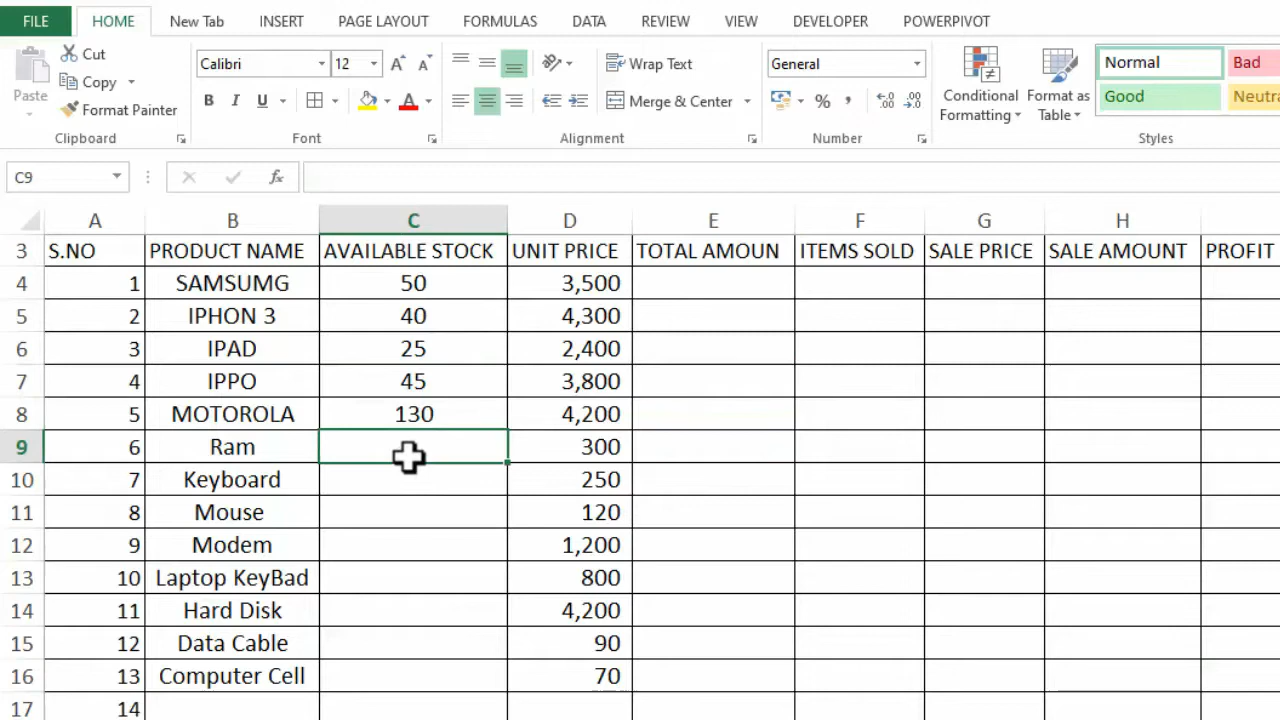 FILE HOME New Tab INSERT PAGE LAYOUT FORMULAS DATA REVIEW VIEW DEVELOPER POWERPIVOT
Paste
Cut
Copy
Format Painter
Clipboard
Calibri 12
B I U
Font
Wrap Text
Merge & Center
Alignment
General
%
Number
Conditional Formatting
Format as Table
Normal Bad
Good
Styles
C9 fx
A B C D E F G H
3 S.NO PRODUCT NAME AVAILABLE STOCK UNIT PRICE TOTAL AMOUN ITEMS SOLD SALE PRICE SALE AMOUNT PROFIT
4 1 SAMSUMG 50 3,500
5 2 IPHON 3 40 4,300
6 3 IPAD 25 2,400
7 4 IPPO 45 3,800
8 5 MOTOROLA 130 4,200
9 6 Ram 300
10 7 Keyboard 250
11 8 Mouse 120
12 9 Modem 1,200
13 10 Laptop KeyBad 800
14 11 Hard Disk 4,200
15 12 Data Cable 90
16 13 Computer Cell 70
17 14